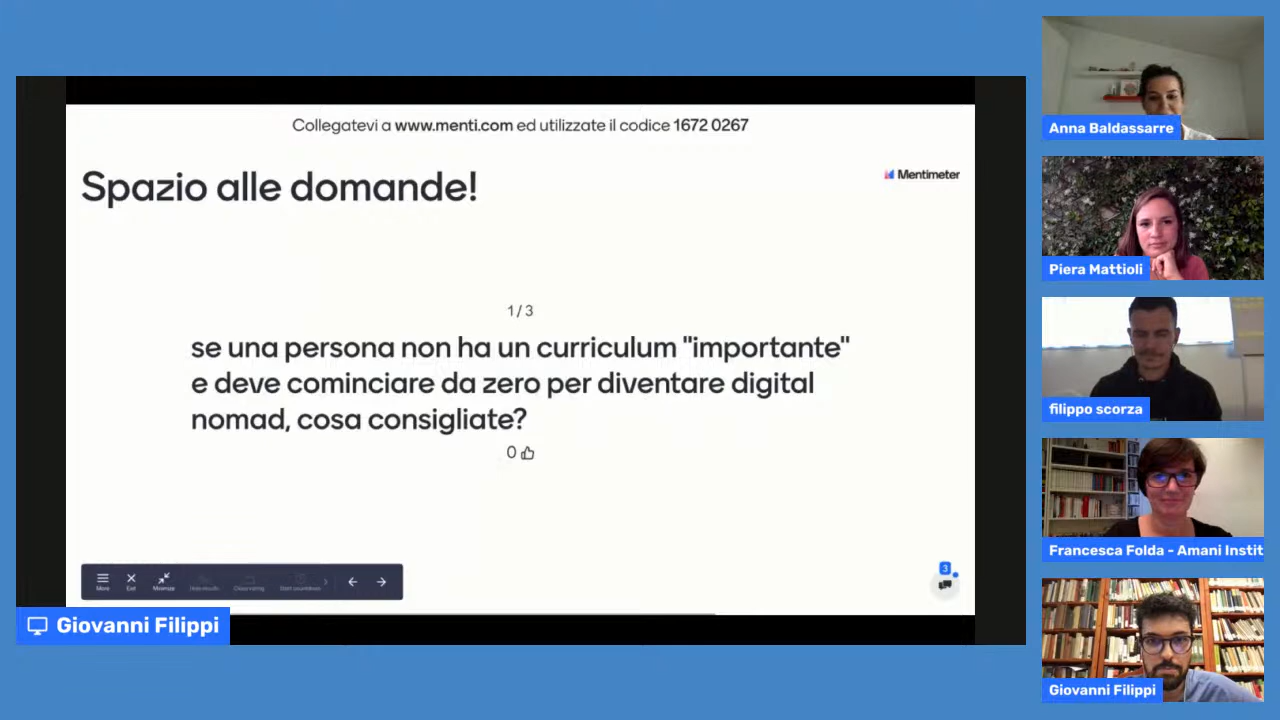 Collegatevi a www.menti.com ed utilizzate il codice 1672 0267
Spazio alle domande!
Mentimeter
1/3
se una persona non ha un curriculum "importante"
e deve cominciare da zero per diventare digital
nomad, cosa consigliate?
0
3
Giovanni Filippi
Anna Baldassarre
Piera Mattioli
filippo scorza
Francesca Folda - Amani Instit
Giovanni Filippi